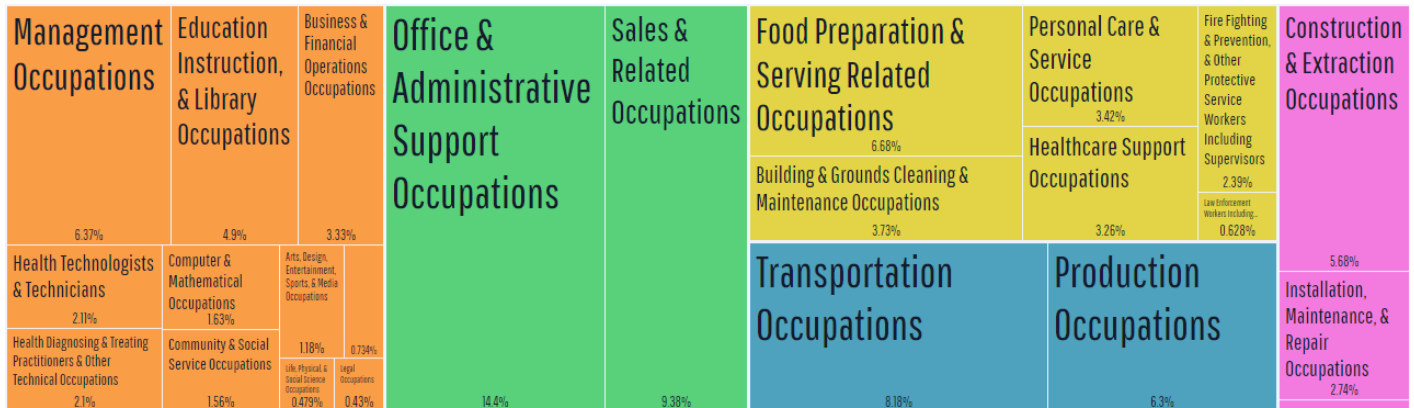 Management
Occupations
6.37%
Education
Instruction,
& Library
Occupations
4.9%
Business &
Financial
Operations
Occupations
3.33%
Health Technologists
& Technicians
2.11%
Health Diagnosing & Treating
Practitioners & Other
Technical Occupations
2.1%
Computer &
Mathematical
Occupations
1.63%
Community & Social
Service Occupations
1.56%
Arts, Design,
Entertainment,
Sports, & Media
Occupations
1.18%
0.734%
Life, Physical, &
Social Science
Occupations
0.479%
Legal
Occupations
0.43%
Office &
Administrative
Support
Occupations
14.4%
Sales &
Related
Occupations
9.38%
Food Preparation &
Serving Related
Occupations
6.68%
Building & Grounds Cleaning &
Maintenance Occupations
3.73%
Personal Care &
Service
Occupations
3.42%
Healthcare Support
Occupations
3.26%
Fire Fighting
& Prevention,
& Other
Protective
Service
Workers
Including
Supervisors
2.39%
Law Enforcement
Workers Including...
0.628%
Transportation
Occupations
8.18%
Production
Occupations
6.3%
Construction
& Extraction
Occupations
5.68%
Installation,
Maintenance, &
Repair
Occupations
2.74%